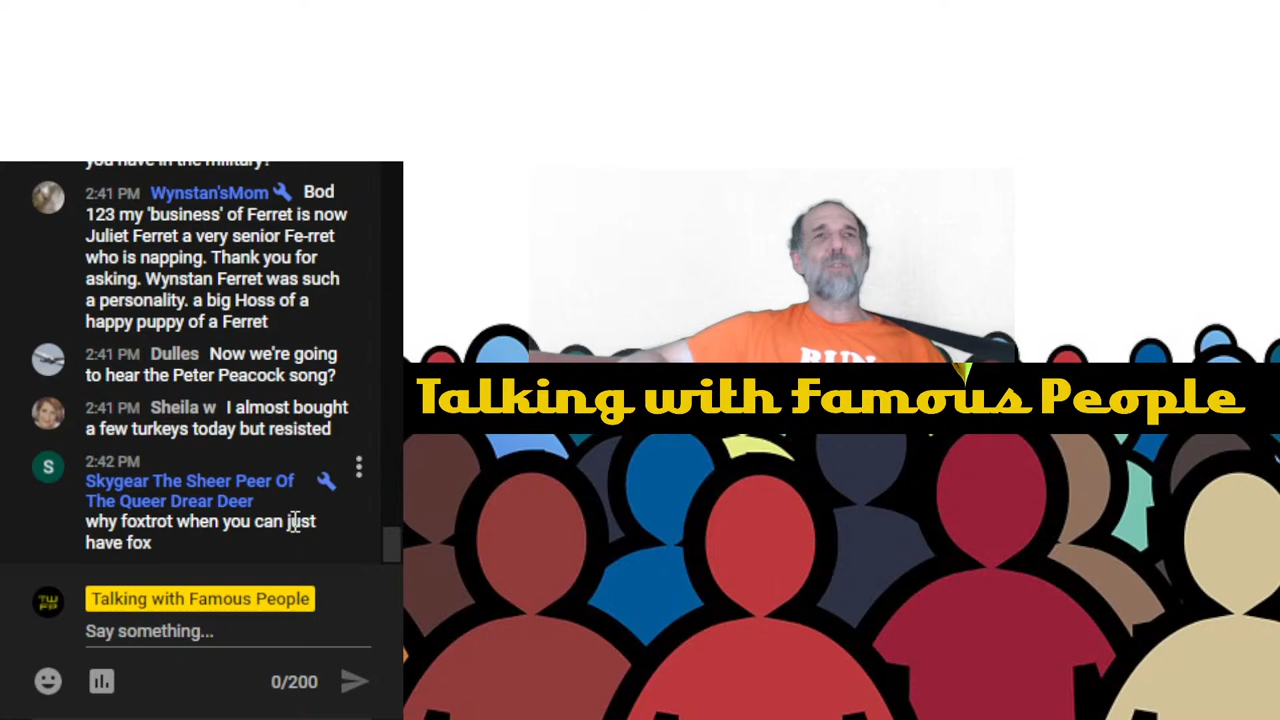 you have in the military?
2:41 PM Wynstan'sMom Bod
123 my 'business' of Ferret is now
Juliet Ferret a very senior Fe-rret
who is napping. Thank you for
asking. Wynstan Ferret was such
a personality. a big Hoss of a
happy puppy of a Ferret
2:41 PM Dulles Now we're going
to hear the Peter Peacock song?
2:41 PM Sheila w I almost bought
a few turkeys today but resisted
S
2:42 PM
Skygear The Sheer Peer Of
The Queer Drear Deer
why foxtrot when you can just
have fox
TW
FP
Talking with Famous People
Say something...
0/200
Talking with Famous People